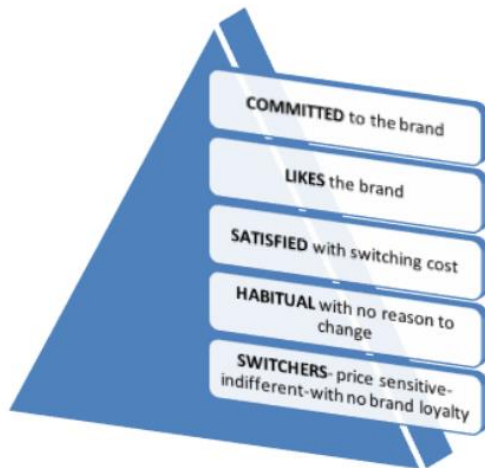 COMMITTED to the brand
LIKES the brand
SATISFIED with switching cost
HABITUAL with no reason to
change
SWITCHERS- price sensitive-
indifferent-with no brand loyalty